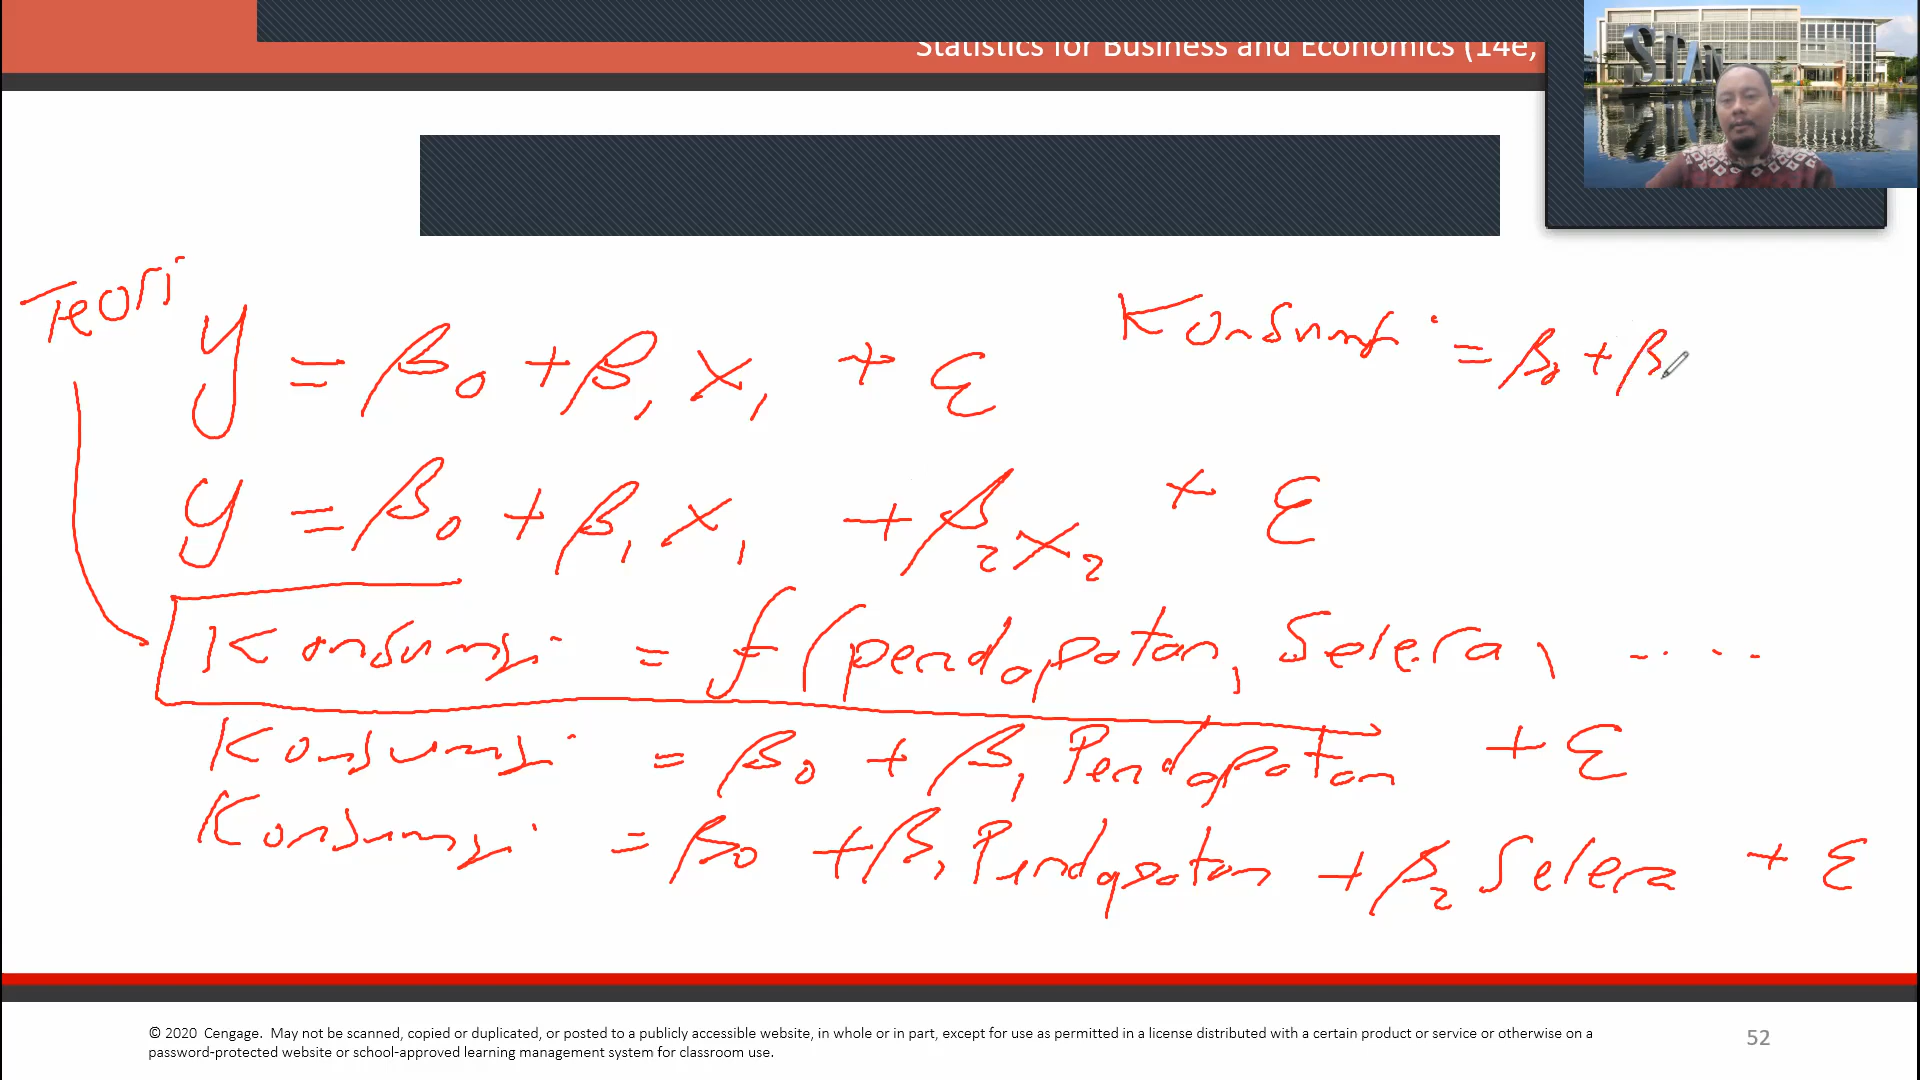 Statistics for Business and Economics (14e,
STAN
Teori
y = β₀ + β₁ x₁ + ε
Konsumsi = β₀ + β
y = β₀ + β₁ x₁ + β₂ x₂ + ε
Konsumsi = f (pendapatan, Selera, .....
Konsumsi = β₀ + β₁ Pendapatan + ε
Konsumsi = β₀ + β₁ Pendapatan + β₂ Selera + ε
© 2020 Cengage. May not be scanned, copied or duplicated, or posted to a publicly accessible website, in whole or in part, except for use as permitted in a license distributed with a certain product or service or otherwise on a
password-protected website or school-approved learning management system for classroom use.
52